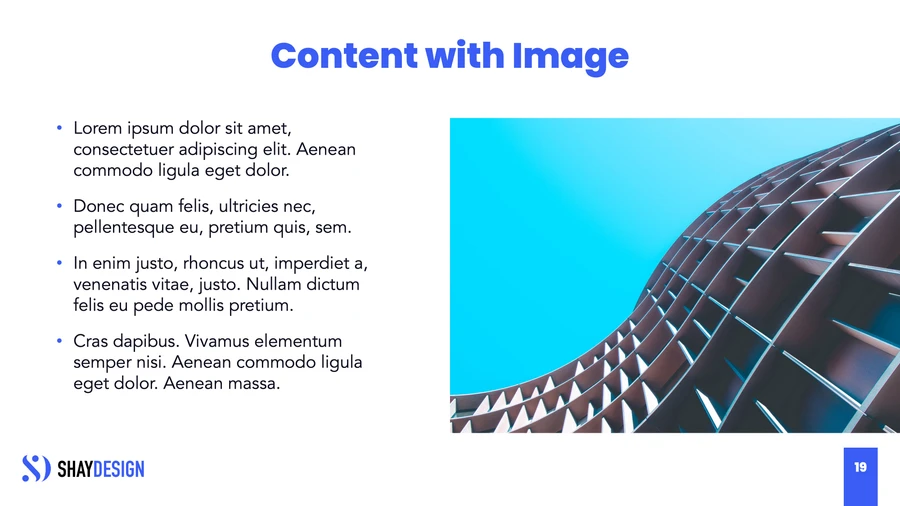 Content with Image
• Lorem ipsum dolor sit amet,
consectetuer adipiscing elit. Aenean
commodo ligula eget dolor.
• Donec quam felis, ultricies nec,
pellentesque eu, pretium quis, sem.
• In enim justo, rhoncus ut, imperdiet a,
venenatis vitae, justo. Nullam dictum
felis eu pede mollis pretium.
• Cras dapibus. Vivamus elementum
semper nisi. Aenean commodo ligula
eget dolor. Aenean massa.
SHAYDESIGN
19